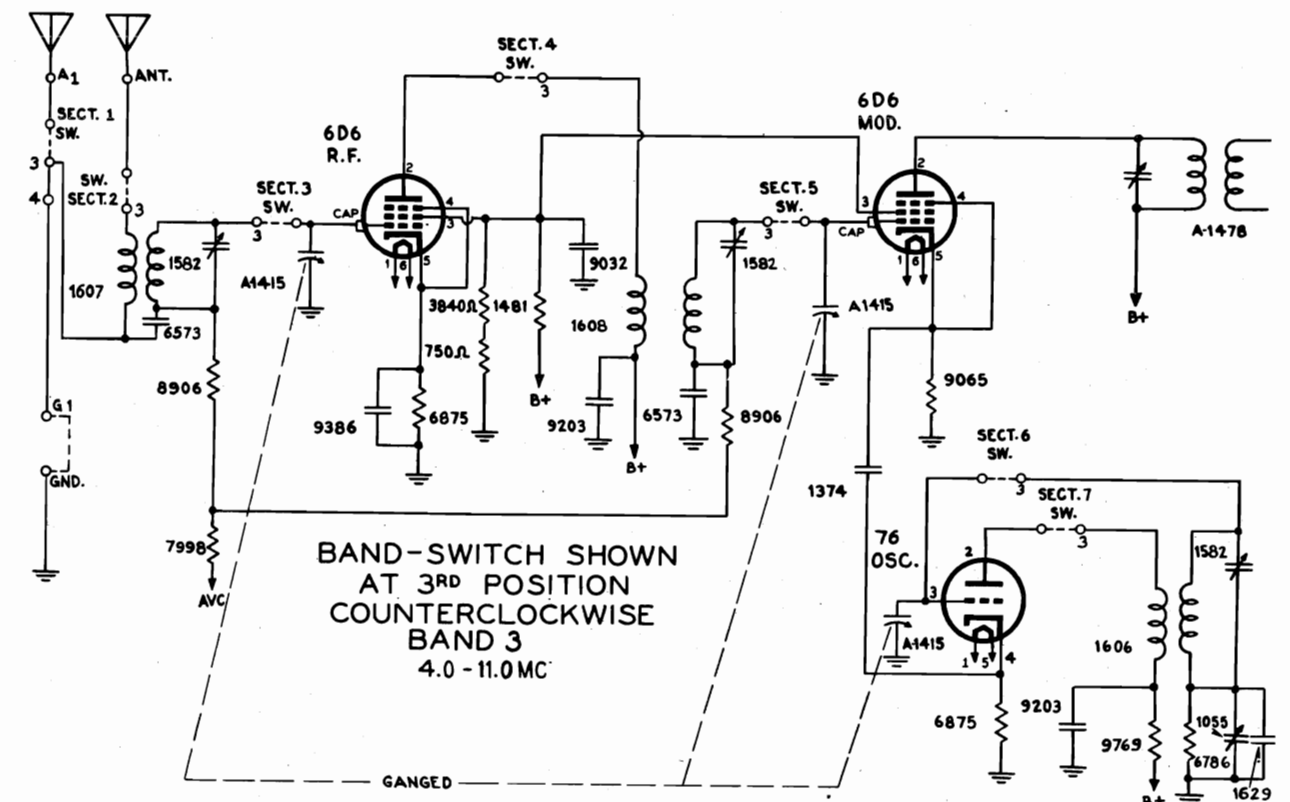 A1
ANT.
SECT. 1
SW.
3
4
SW.
SECT.2
3
1607
1582
6573
8906
G1
GND.
7998
AVC
SECT.3
SW.
3
A1415
6D6
R.F.
CAP
2
4
3
1
6
5
SECT.4
SW.
3
3840Ω
1481
750Ω
9032
B+
9386
6875
1608
9203
B+
6573
8906
1582
SECT.5
SW.
3
A1415
6D6
MOD.
2
3
4
CAP
1
6
5
A-1478
B+
9065
1374
SECT.6
SW.
3
SECT.7
SW.
3
76
OSC.
2
3
1
5
4
A-1415
6875
9203
1606
9769
B+
1582
1055
6786
1629
BAND-SWITCH SHOWN
AT 3RD POSITION
COUNTERCLOCKWISE
BAND 3
4.0-11.0 MC
GANGED